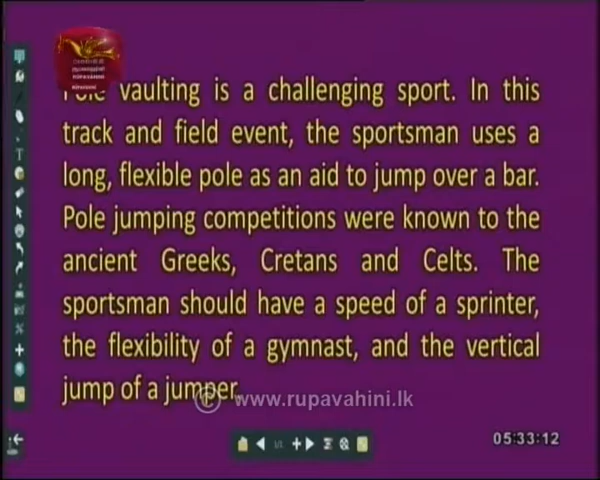 RUPAVAHINI
Pole vaulting is a challenging sport. In this
track and field event, the sportsman uses a
long, flexible pole as an aid to jump over a bar.
Pole jumping competitions were known to the
ancient Greeks, Cretans and Celts. The
sportsman should have a speed of a sprinter,
the flexibility of a gymnast, and the vertical
jump of a jumper.
© www.rupavahini.lk
05:33:12